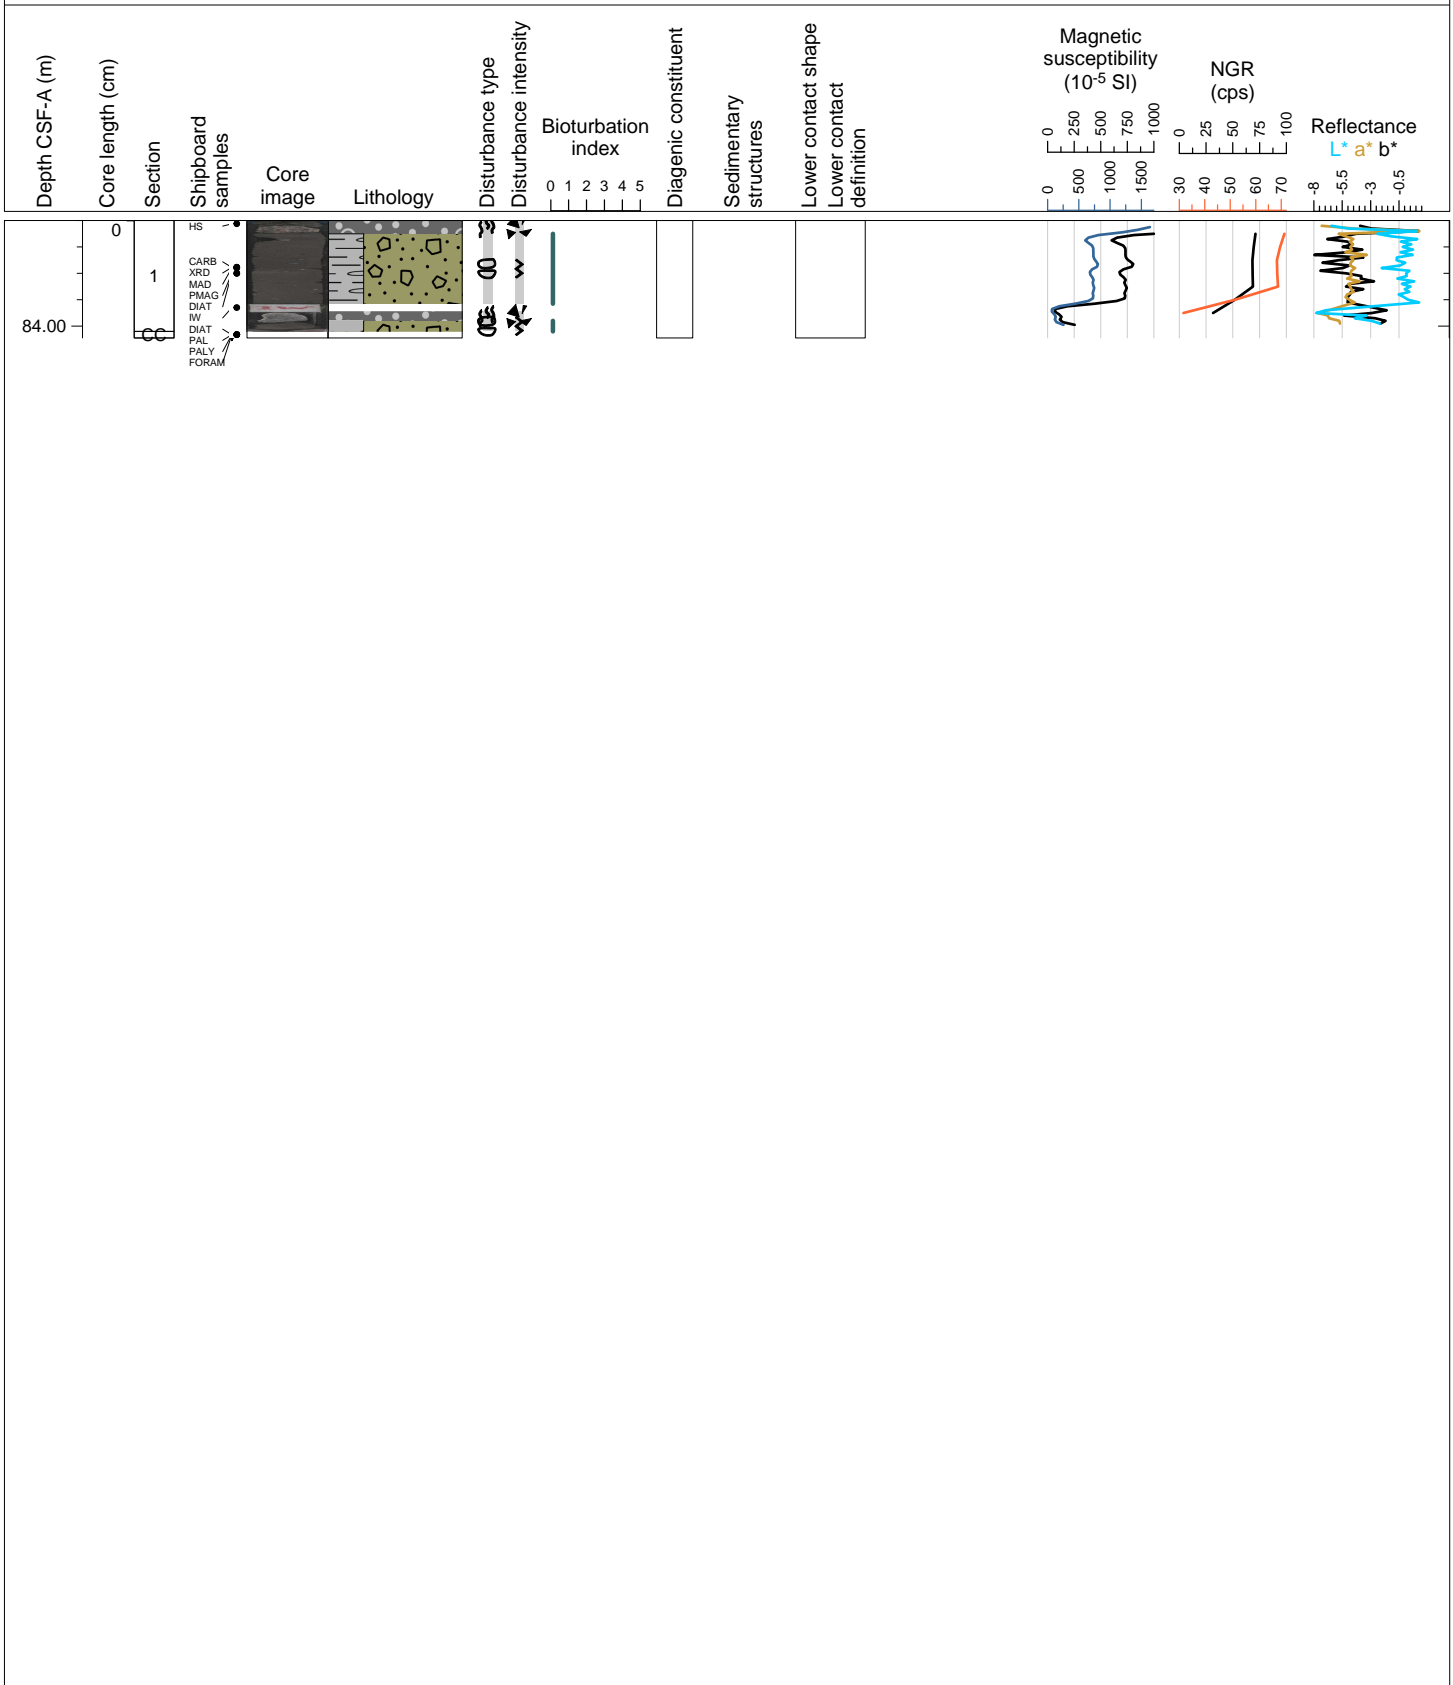 Depth CSF-A (m)
Core length (cm)
Section
Shipboard
samples
Core
image
Lithology
Disturbance type
Disturbance intensity
Bioturbation
index
0 1 2 3 4 5
Diagenic constituent
Sedimentary
structures
Lower contact shape
Lower contact
definition
Magnetic
susceptibility
(10-5 SI)
0 250 500 750 1000
0 500 1000 1500
NGR
(cps)
0 25 50 75 100
30 40 50 60 70
Reflectance
L* a* b*
-8 -5.5 -3 -0.5
0
84.00
1
CC
HS
CARB
XRD
MAD
PMAG
DIAT
IW
DIAT
PAL
PALY
FORAM